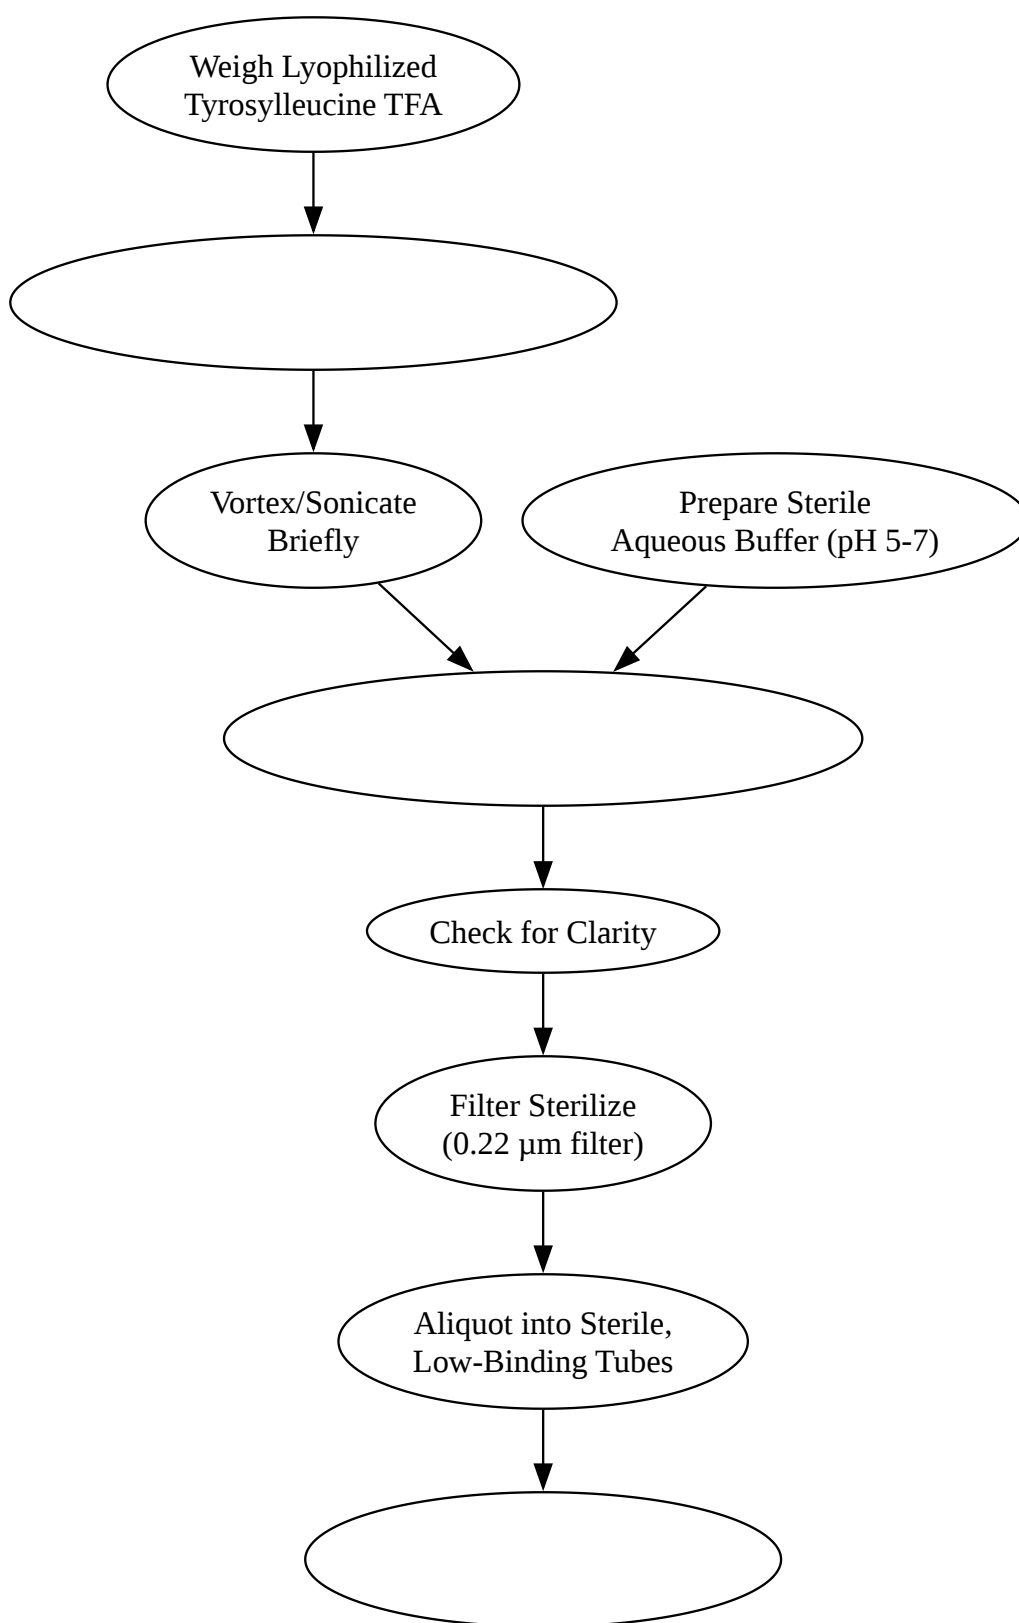 Weigh Lyophilized
Tyrosylleucine TFA
Vortex/Sonicate
Briefly
Prepare Sterile
Aqueous Buffer (pH 5-7)
Check for Clarity
Filter Sterilize
(0.22 µm filter)
Aliquot into Sterile,
Low-Binding Tubes